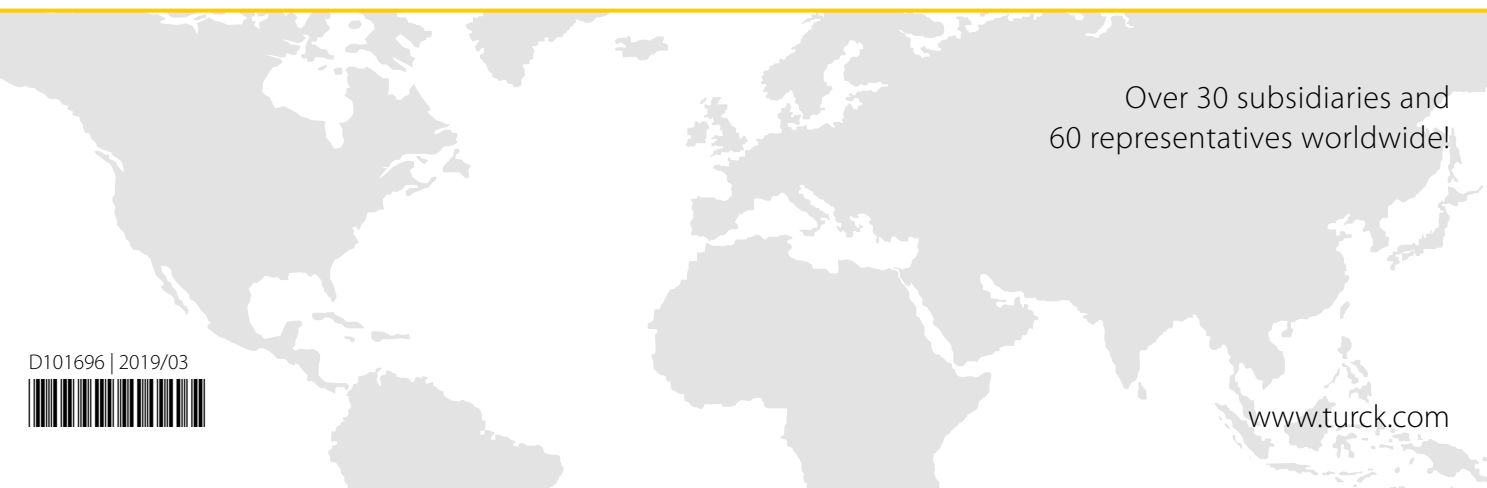 Over 30 subsidiaries and
60 representatives worldwide!
D101696 | 2019/03
www.turck.com